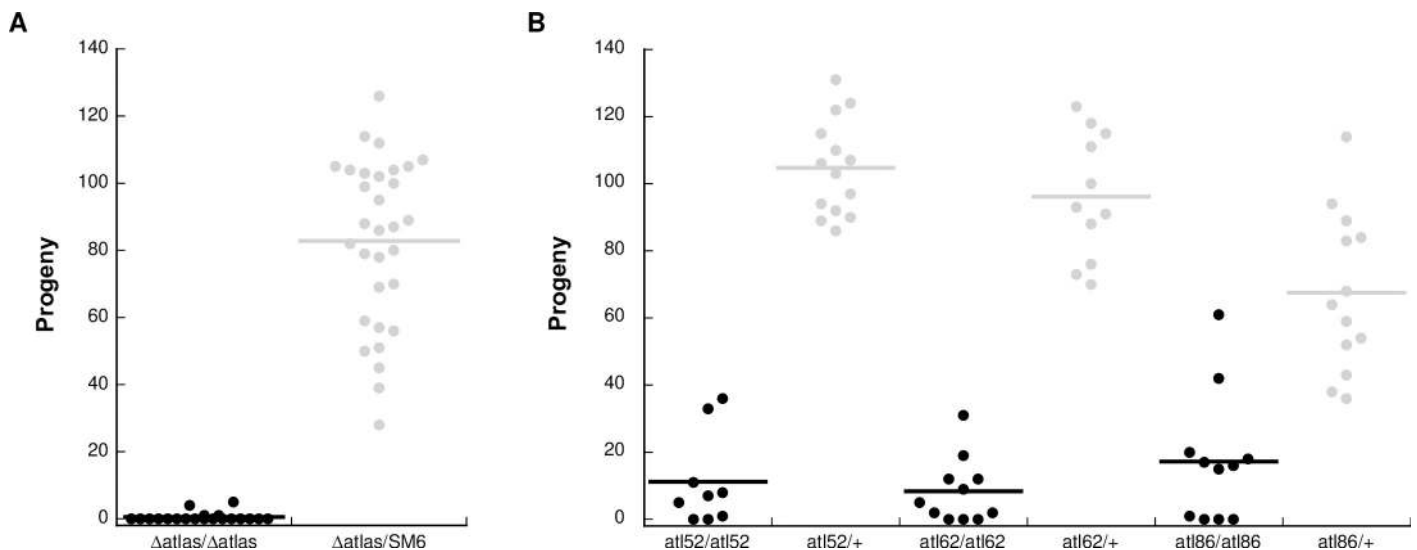 A
Progeny
140
120
100
80
60
40
20
0
Δatlas/Δatlas Δatlas/SM6
B
Progeny
140
120
100
80
60
40
20
0
atl52/atl52 atl52/+ atl62/atl62 atl62/+ atl86/atl86 atl86/+